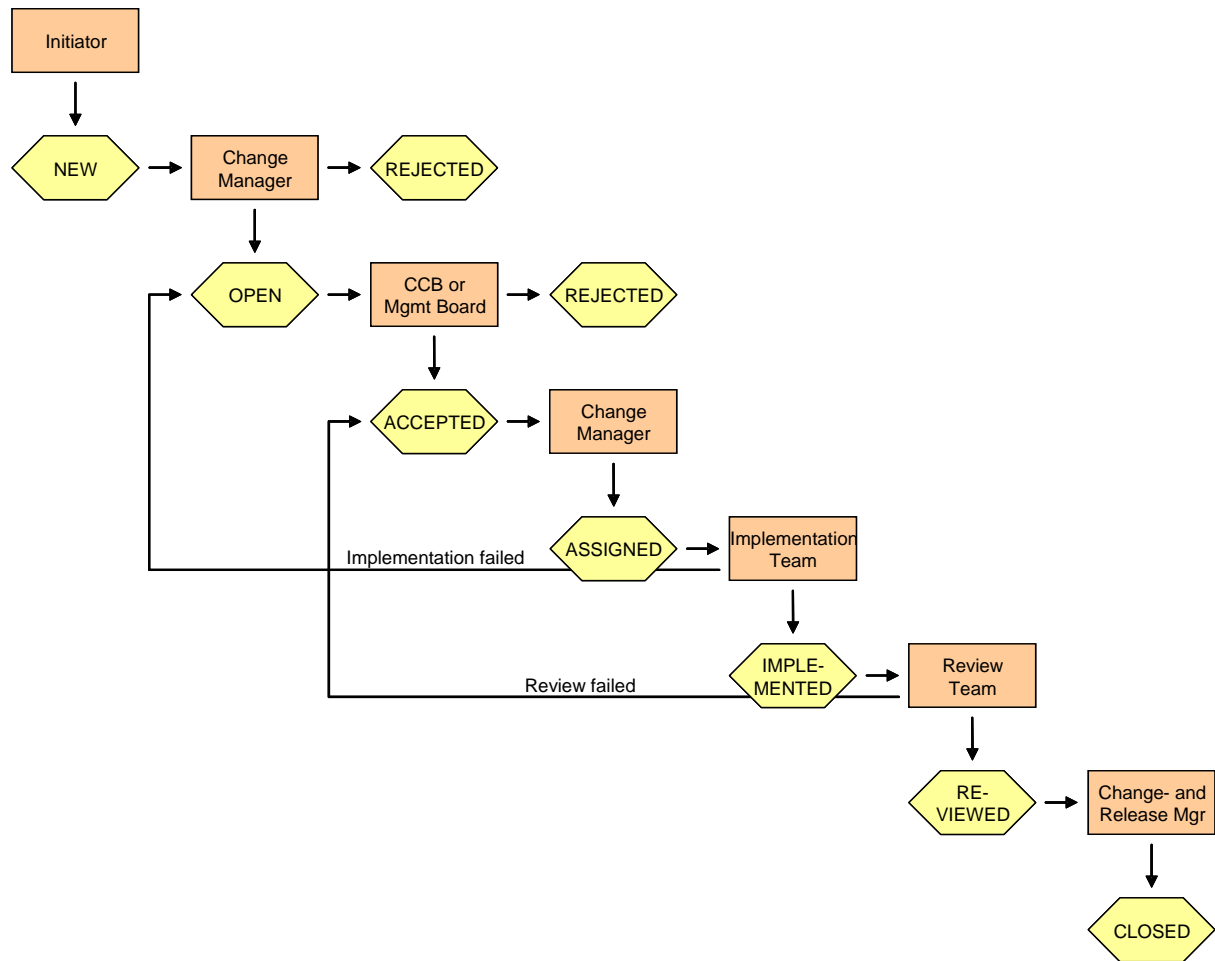 Initiator
NEW
Change
Manager
REJECTED
OPEN
CCB or
Mgmt Board
REJECTED
ACCEPTED
Change
Manager
ASSIGNED
Implementation
Team
Implementation failed
IMPLE-
MENTED
Review
Team
Review failed
RE-
VIEWED
Change- and
Release Mgr
CLOSED